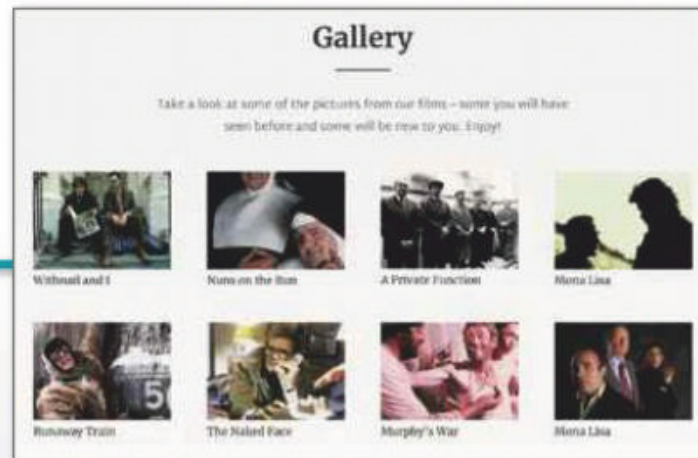 Gallery
Take a look at some of the pictures from our films – some you will have
seen before and some will be new to you. Enjoy!
Withnail and I
Nuns on the Run
A Private Function
Mona Lisa
50
Runaway Train
The Naked Face
Murphy's War
Mona Lisa